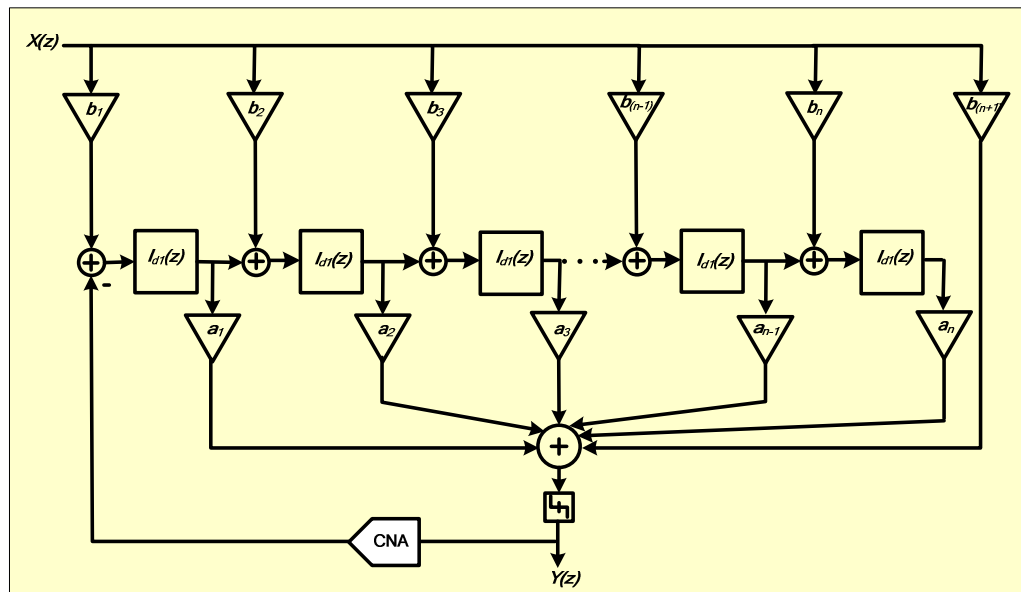 X(z)
b1 b2 b3 b(n-1) bn b(n+1)
Id1(z) Id1(z) Id1(z) . . . Id1(z) Id1(z)
-
a1 a2 a3 an-1 an
CNA
Y(z)